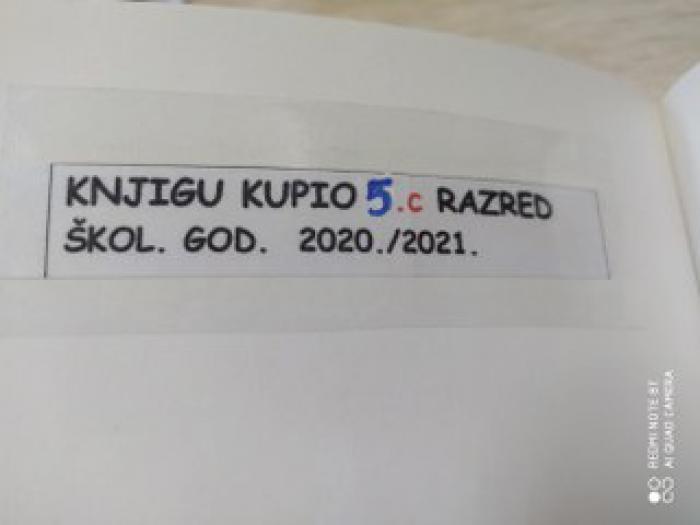 KNJIGU KUPIO 5.c RAZRED
ŠKOL. GOD. 2020./2021.
REDMI NOTE 8T
AI QUAD CAMERA